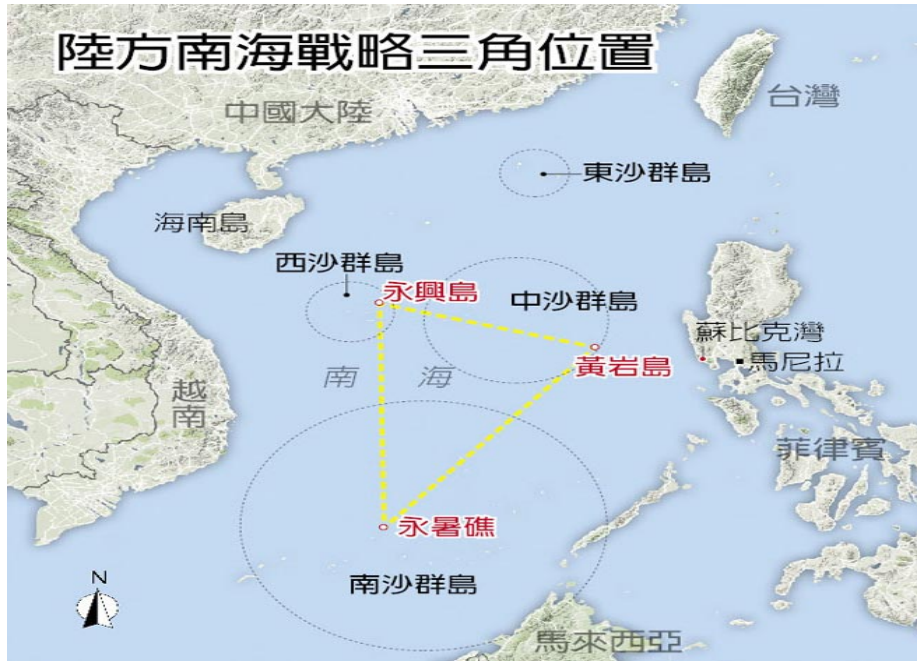 陸方南海戰略三角位置
中國大陸
台灣
東沙群島
海南島
西沙群島
永興島
中沙群島
蘇比克灣
馬尼拉
黃岩島
南海
越南
菲律賓
永暑礁
南沙群島
N
馬來西亞